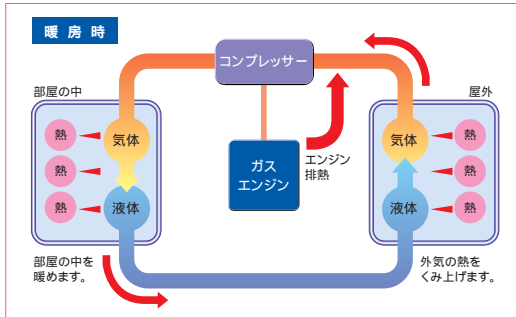 暖房時
コンプレッサー
部屋の中
屋外
熱
気体
熱
液体
熱
ガス
エンジン
エンジン
排熱
気体
熱
熱
液体
熱
部屋の中を
暖めます。
外気の熱を
くみ上げます。